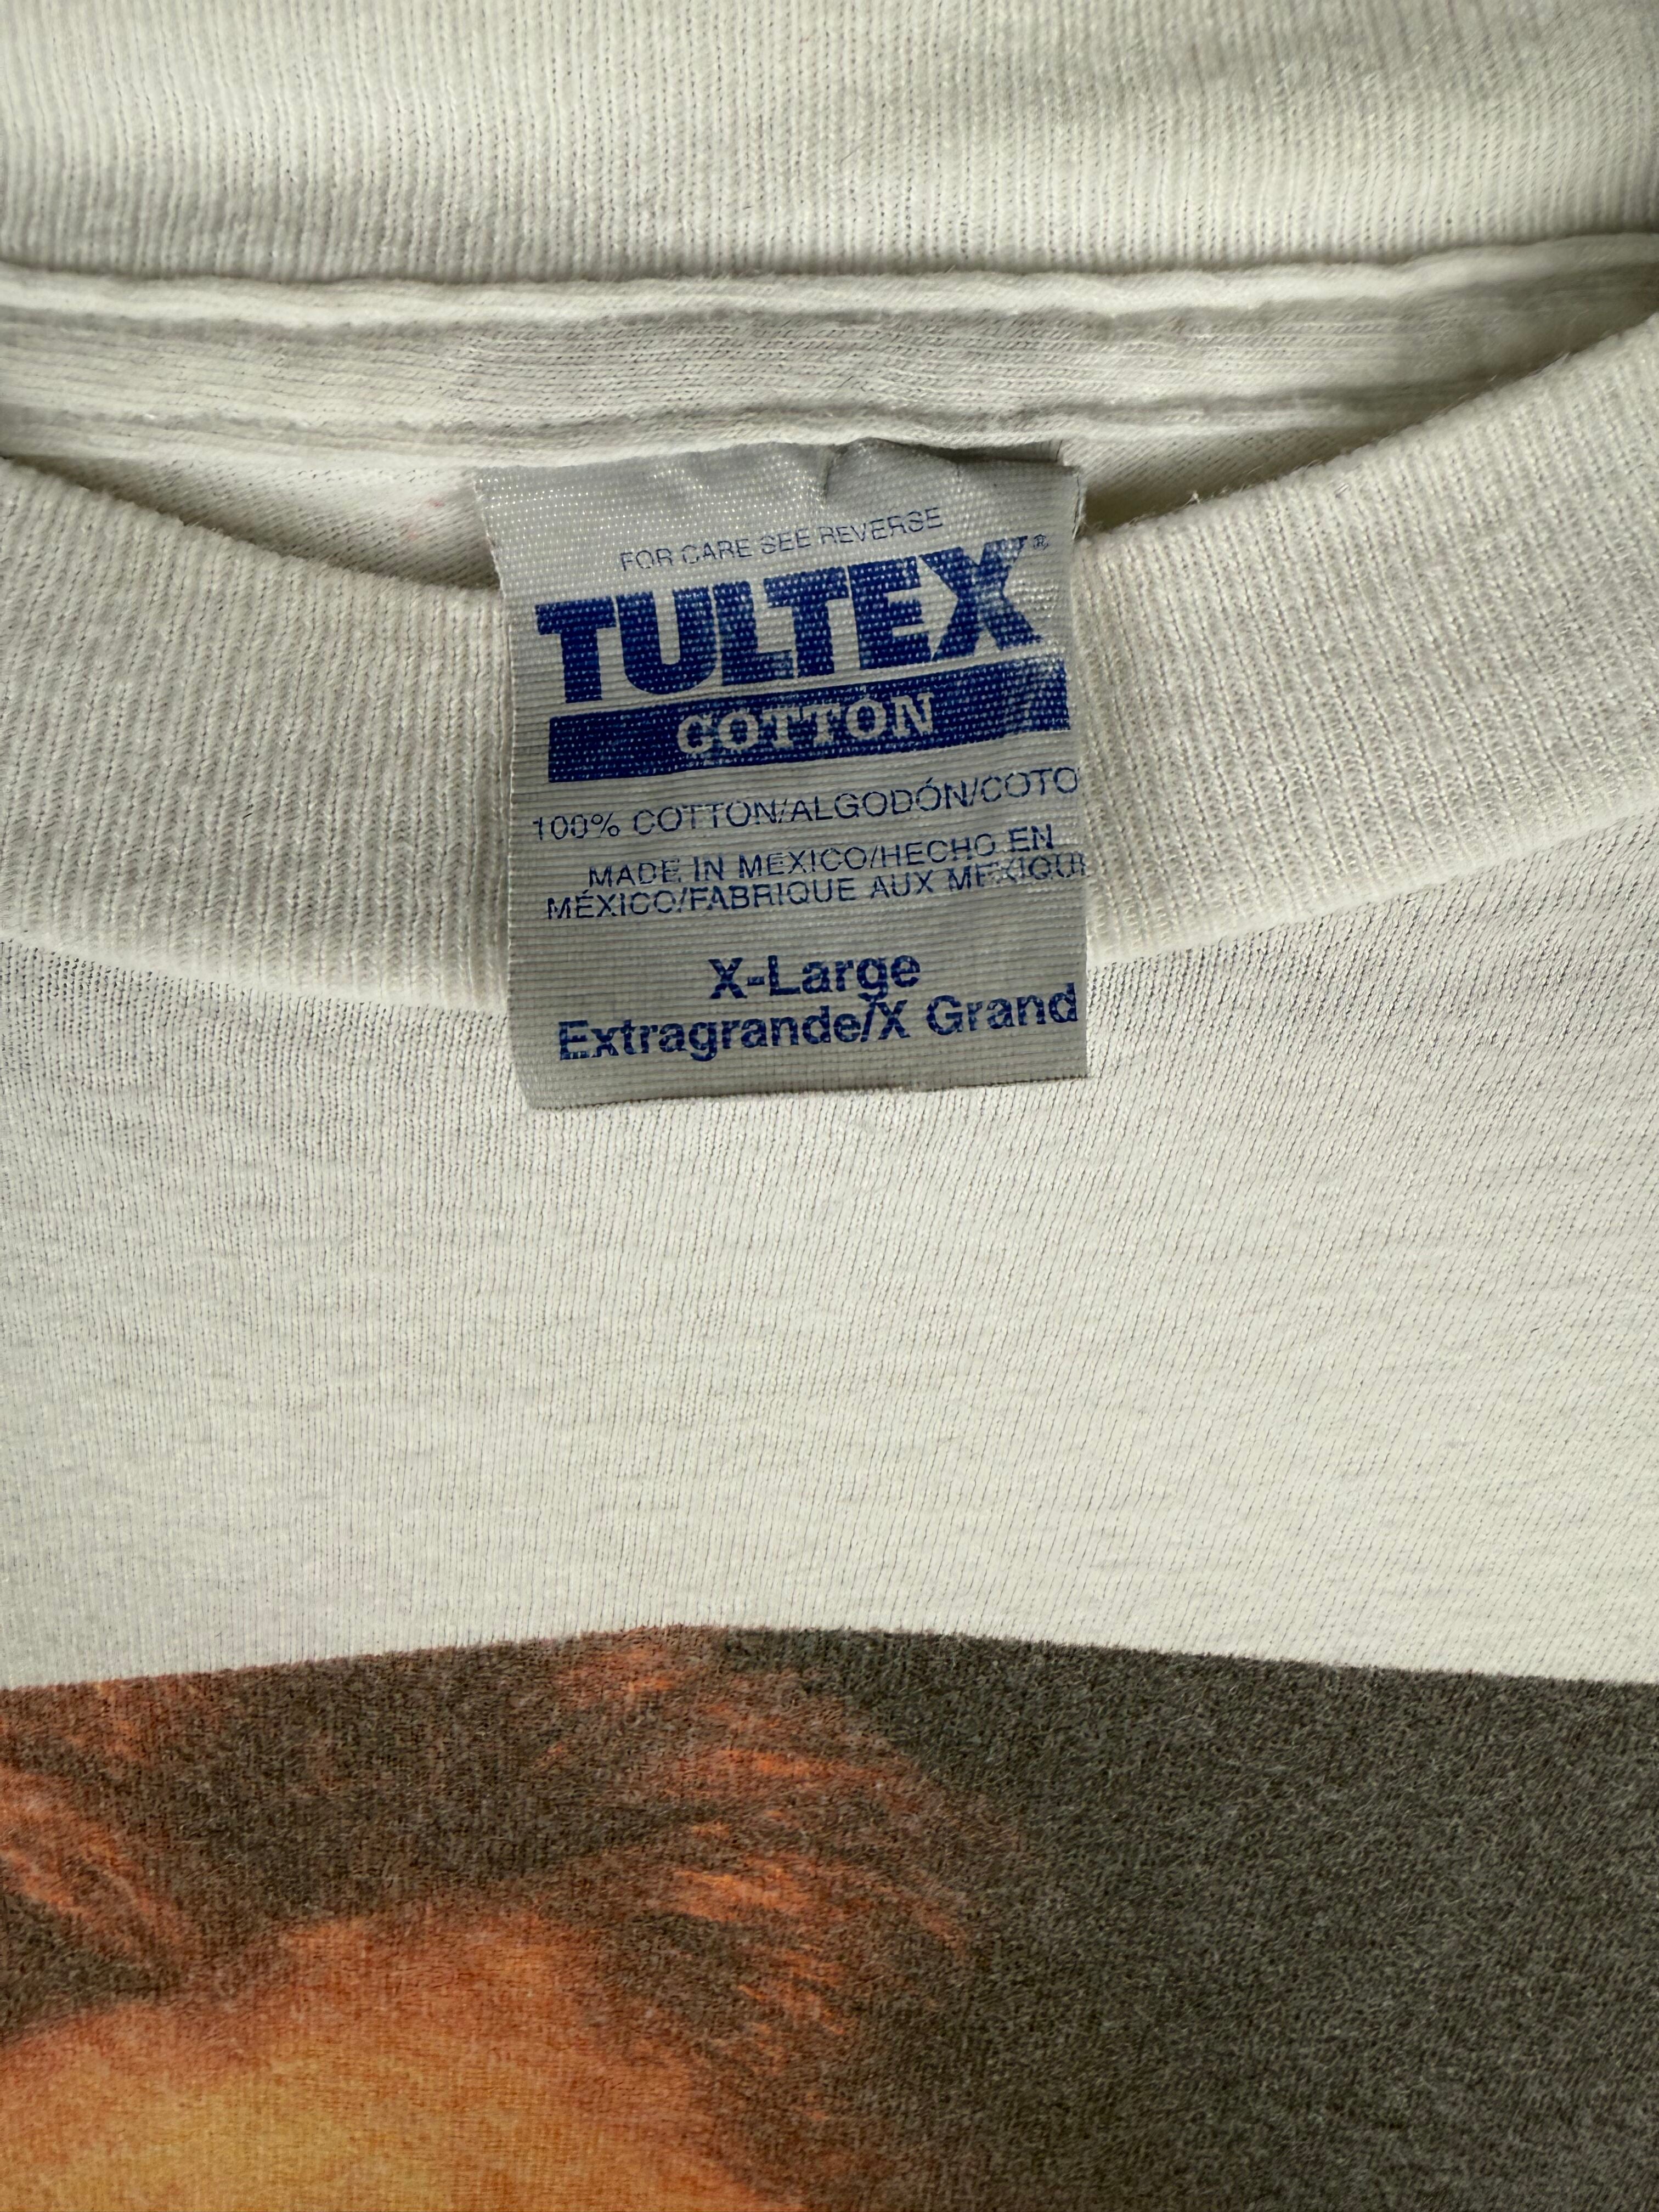 FOR CARE SEE REVERSE
TULTEX®
COTTON
100% COTTON/ALGODÓN/COTO
MADE IN MEXICO/HECHO EN
MÉXICO/FABRIQUE AUX MEXIQUE
X-Large
Extragrande/X Grand